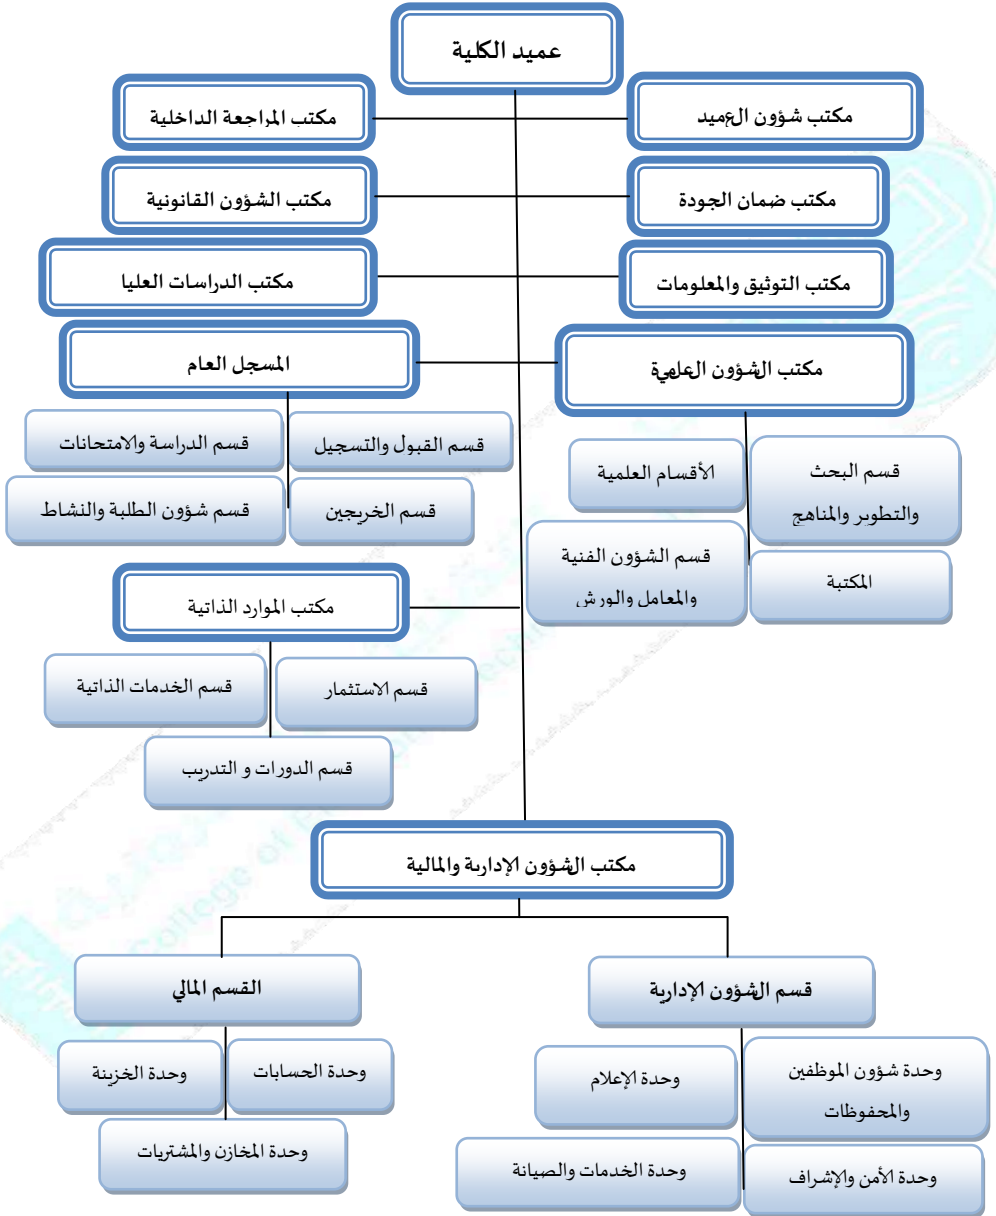 عميد الكلية
مكتب شؤون العميد
مكتب المراجعة الداخلية
مكتب ضمان الجودة
مكتب الشؤون القانونية
مكتب التوثيق والمعلومات
مكتب الدراسات العليا
مكتب الشؤون العلمية
المسجل العام
قسم القبول والتسجيل
قسم الدراسة والامتحانات
قسم الخريجين
قسم شؤون الطلبة والنشاط
قسم البحث
والتطوير والمناهج
الأقسام العلمية
المكتبة
قسم الشؤون الفنية
والمعامل والورش
مكتب الموارد الذاتية
قسم الاستثمار
قسم الخدمات الذاتية
قسم الدورات و التدريب
مكتب الشؤون الإدارية والمالية
قسم الشؤون الإدارية
القسم المالي
وحدة شؤون الموظفين
والمحفوظات
وحدة الإعلام
وحدة الأمن والإشراف
وحدة الخدمات والصيانة
وحدة الحسابات
وحدة الخزينة
وحدة المخازن والمشتريات
College of